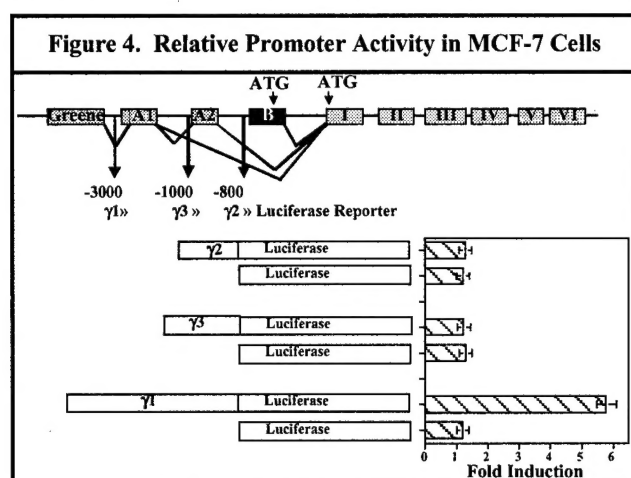 Figure 4. Relative Promoter Activity in MCF-7 Cells
ATG ATG
Greene A1 A2 B I II III IV V VI
-3000 -1000 -800
γ1» γ3» γ2» Luciferase Reporter
γ2 Luciferase
Luciferase
γ3 Luciferase
Luciferase
γ1 Luciferase
Luciferase
0 1 2 3 4 5 6
Fold Induction